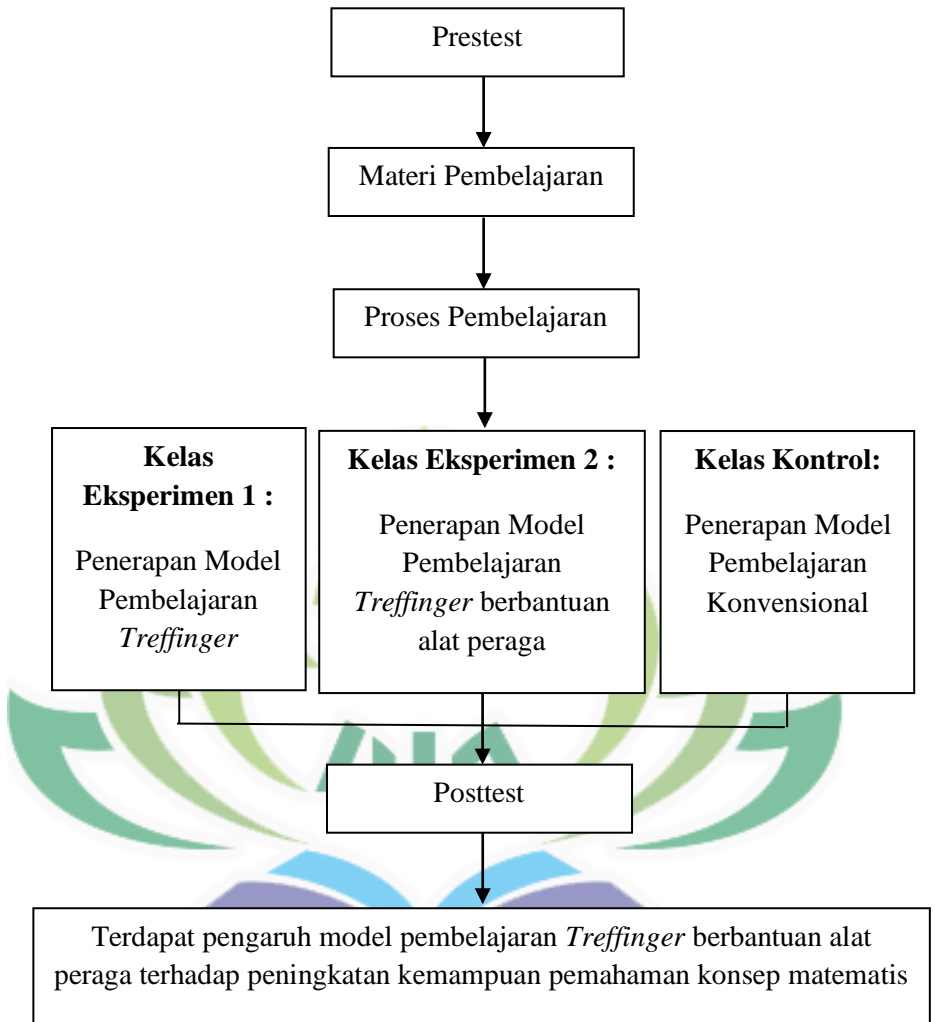 Prestest
Materi Pembelajaran
Proses Pembelajaran
Kelas
Eksperimen 1 :
Penerapan Model
Pembelajaran
Treffinger
Kelas Eksperimen 2 :
Penerapan Model
Pembelajaran
Treffinger berbantuan
alat peraga
Kelas Kontrol:
Penerapan Model
Pembelajaran
Konvensional
Posttest
Terdapat pengaruh model pembelajaran Treffinger berbantuan alat
peraga terhadap peningkatan kemampuan pemahaman konsep matematis